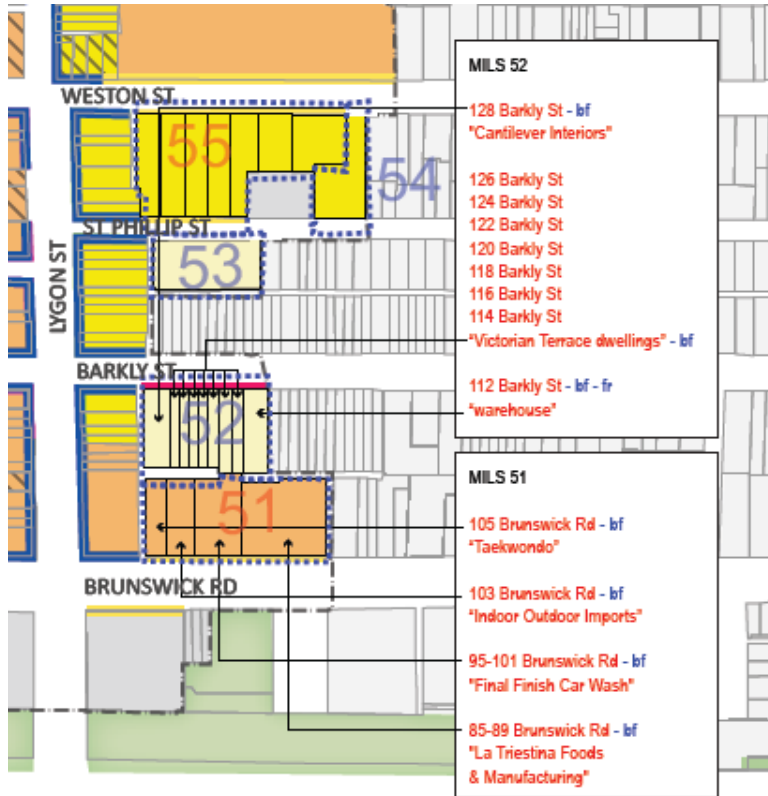 WESTON ST
55
54
ST PHILLIP ST
53
LYGON ST
BARKLY ST
52
51
BRUNSWICK RD
MILS 52
128 Barkly St - bf
"Cantilever Interiors"
126 Barkly St
124 Barkly St
122 Barkly St
120 Barkly St
118 Barkly St
116 Barkly St
114 Barkly St
"Victorian Terrace dwellings" - bf
112 Barkly St - bf - fr
"warehouse"
MILS 51
105 Brunswick Rd - bf
"Taekwondo"
103 Brunswick Rd - bf
"Indoor Outdoor Imports"
95-101 Brunswick Rd - bf
"Final Finish Car Wash"
85-89 Brunswick Rd - bf
"La Triestina Foods
& Manufacturing"